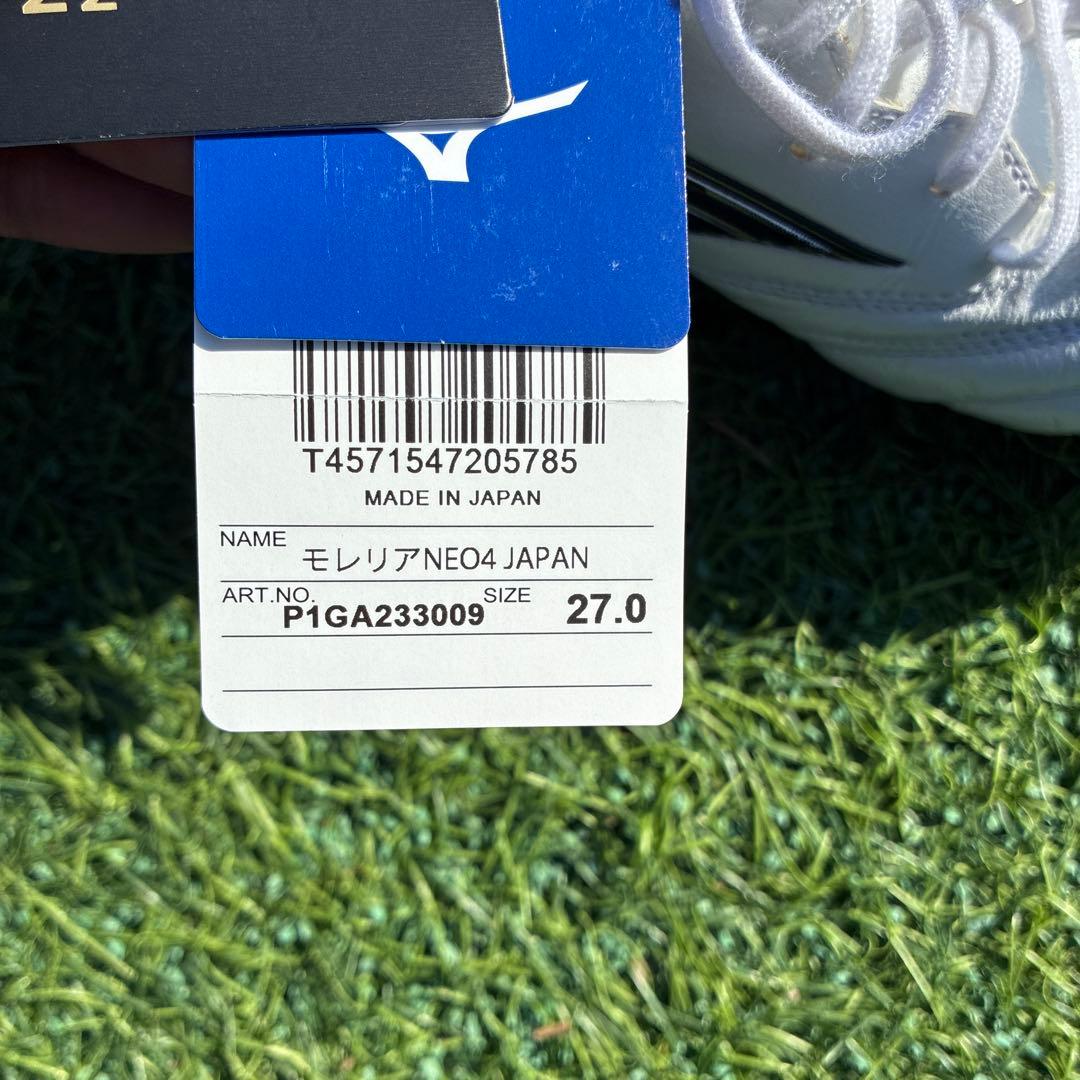 22
T4571547205785
MADE IN JAPAN
NAME モレリアNEO4 JAPAN
ART.NO. P1GA233009 SIZE 27.0